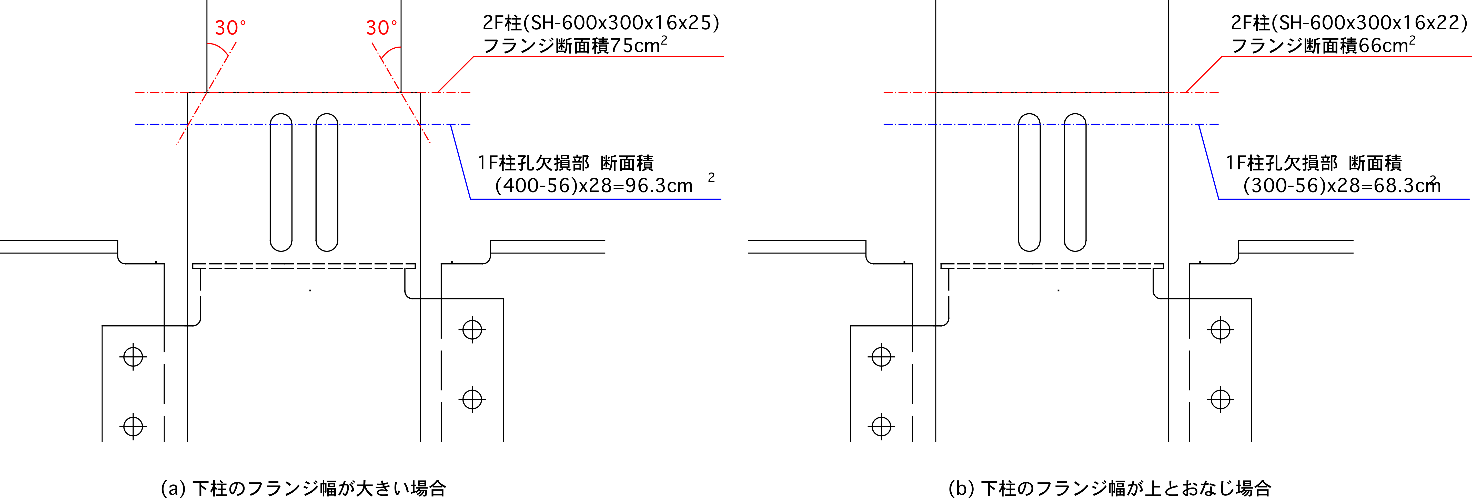 30°
30°
2F柱(SH-600x300x16x25)
フランジ断面積75cm²
1F柱孔欠損部 断面積
(400-56)x28=96.3cm²
(a) 下柱のフランジ幅が大きい場合
2F柱(SH-600x300x16x22)
フランジ断面積66cm²
1F柱孔欠損部 断面積
(300-56)x28=68.3cm²
(b) 下柱のフランジ幅が上とおなじ場合